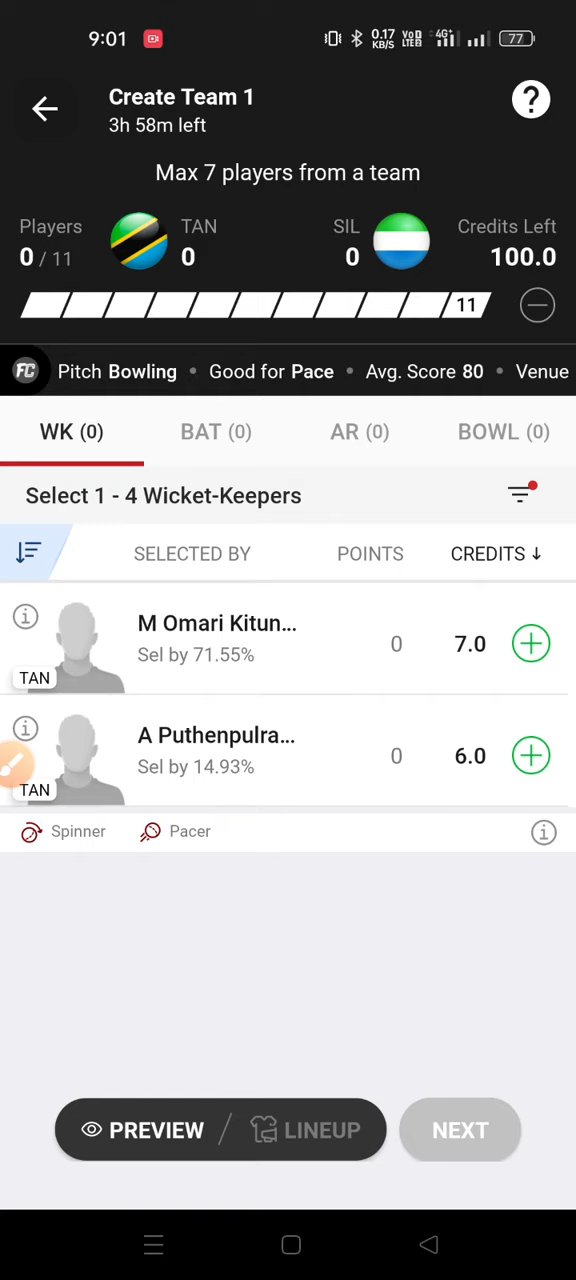 9:01 0.17 KB/S VoD LTE2 4G+ 77
Create Team 1
3h 58m left
?
Max 7 players from a team
Players TAN SIL Credits Left
0 / 11 0 0 100.0
11
FC Pitch Bowling • Good for Pace • Avg. Score 80 • Venue
WK (0) BAT (0) AR (0) BOWL (0)
Select 1 - 4 Wicket-Keepers
SELECTED BY POINTS CREDITS ↓
M Omari Kitun...
Sel by 71.55% 0 7.0
TAN
A Puthenpulra...
Sel by 14.93% 0 6.0
TAN
Spinner Pacer
PREVIEW / LINEUP NEXT